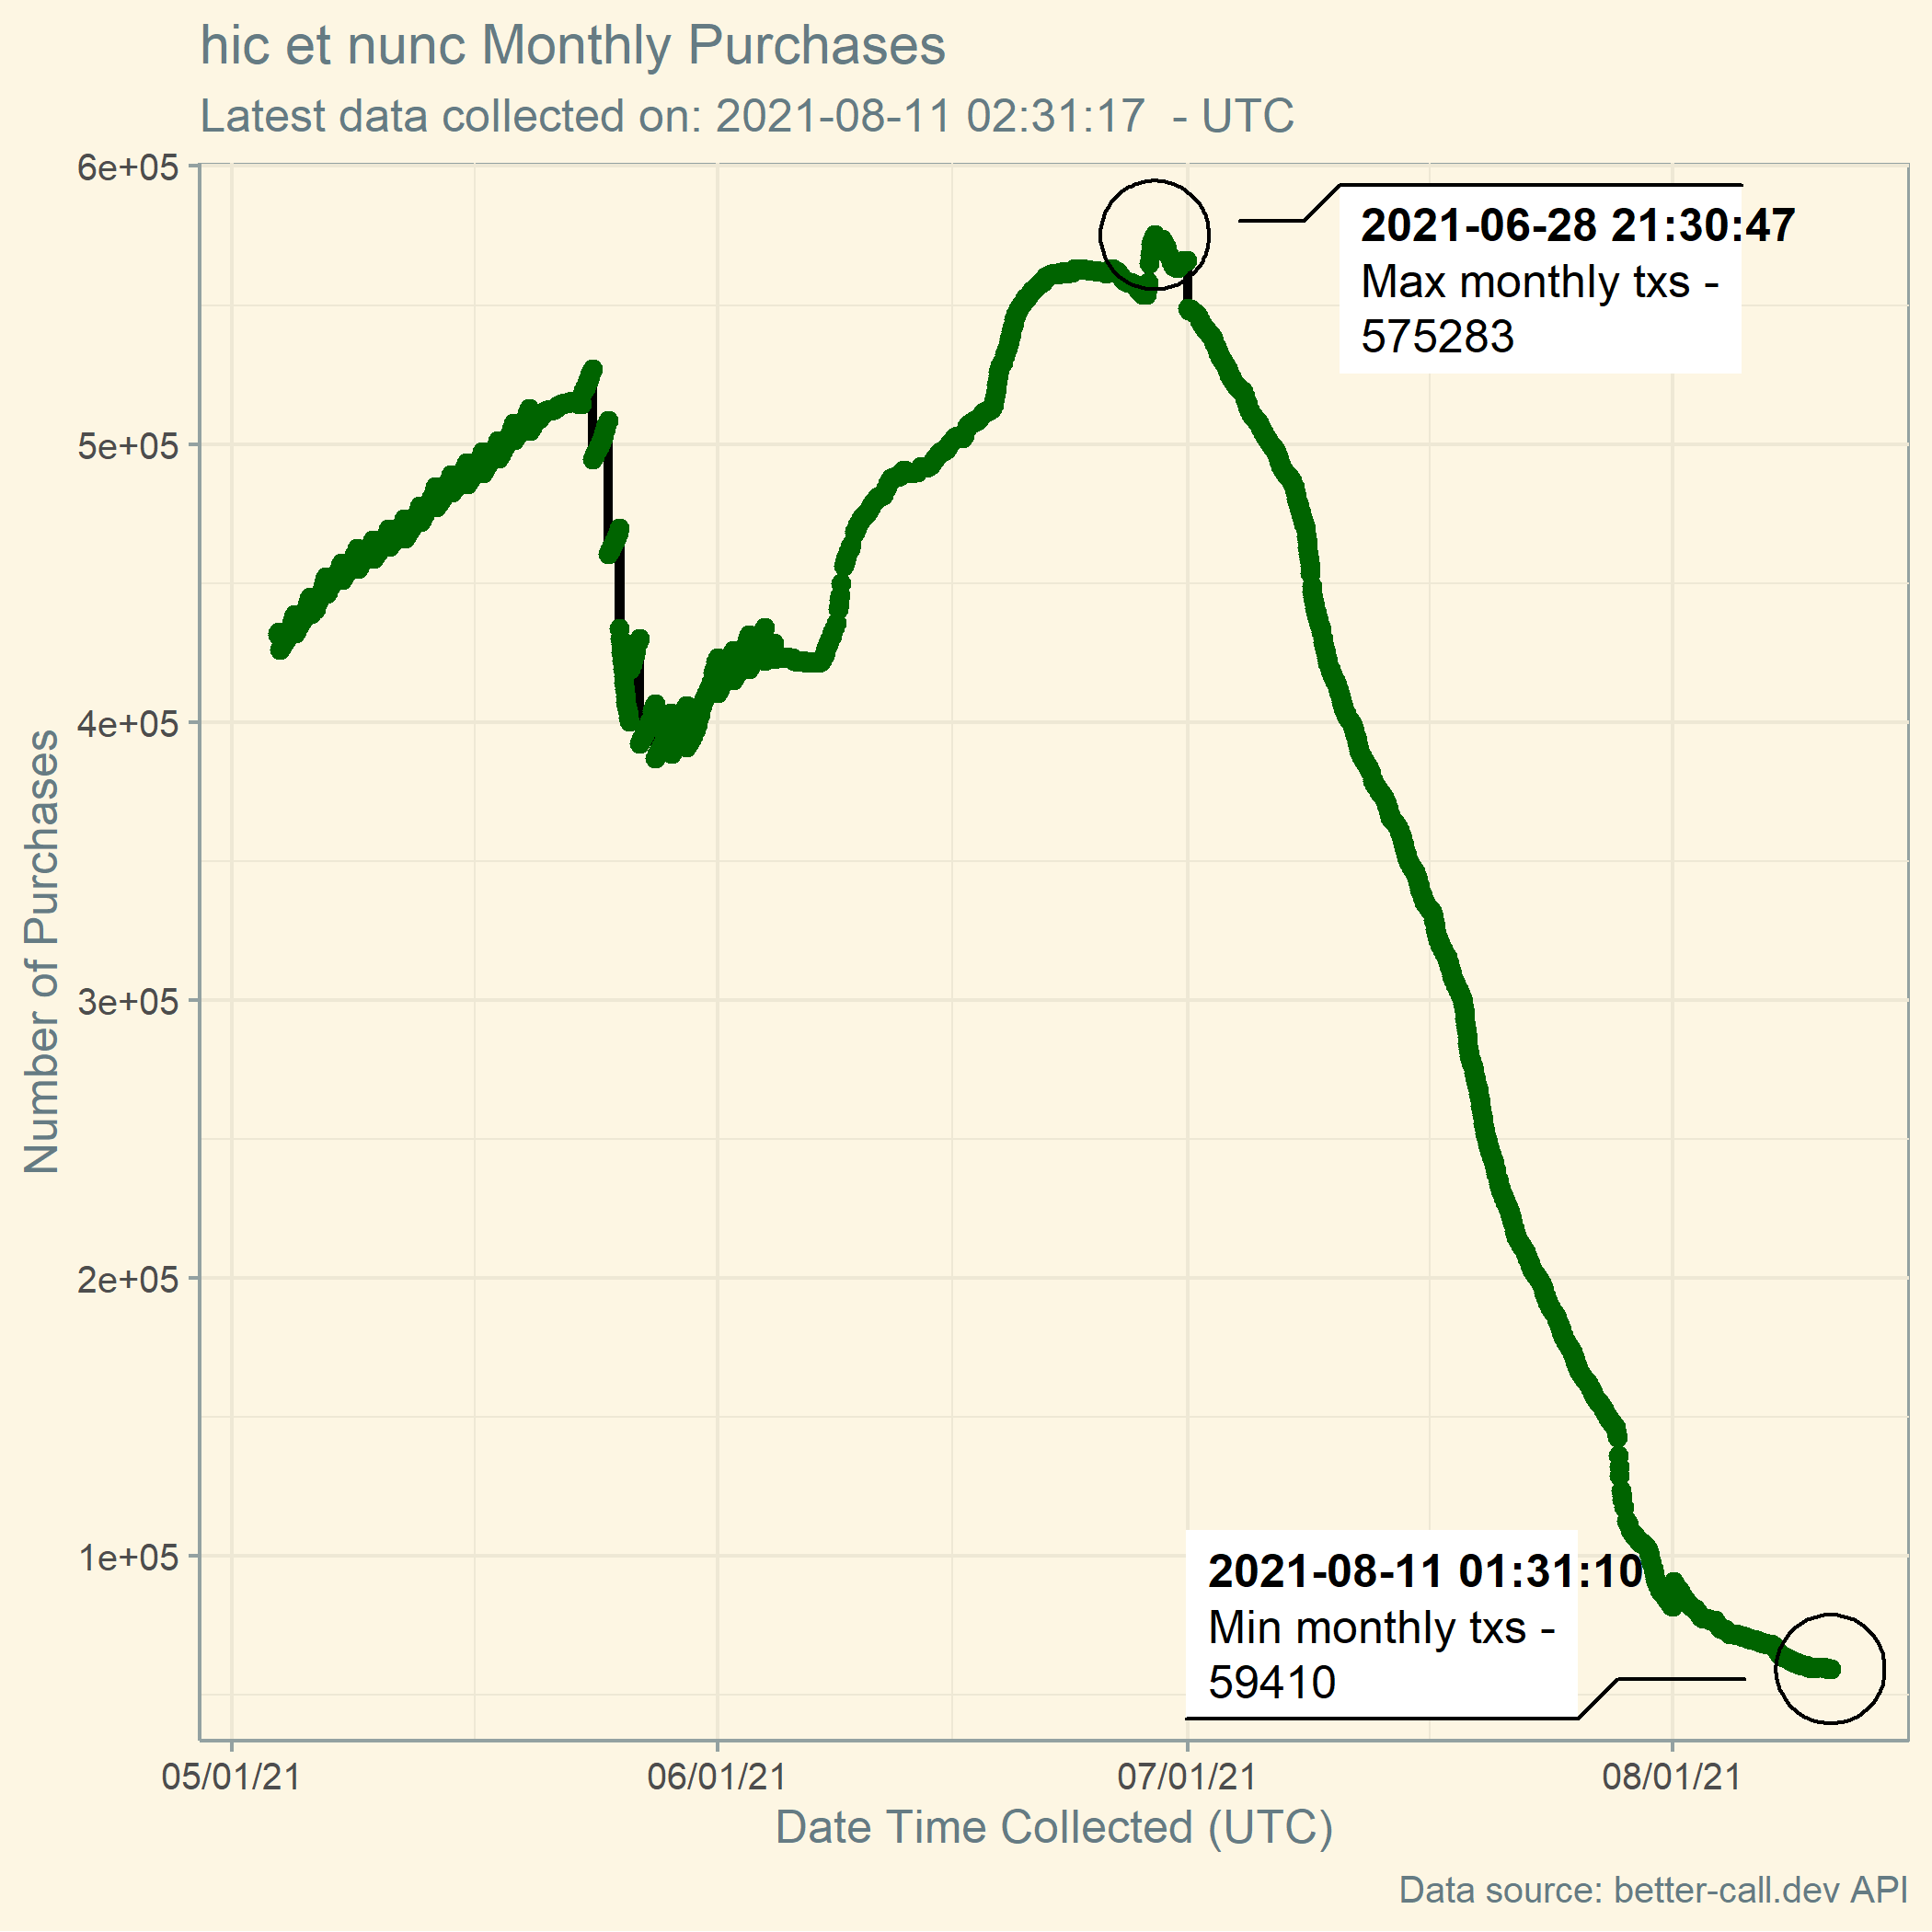 hic et nunc Monthly Purchases
Latest data collected on: 2021-08-11 02:31:17  - UTC
6e+05
5e+05
4e+05
3e+05
2e+05
1e+05
Number of Purchases
2021-06-28 21:30:47
Max monthly txs -
575283
2021-08-11 01:31:10
Min monthly txs -
59410
05/01/21
06/01/21
07/01/21
08/01/21
Date Time Collected (UTC)
Data source: better-call.dev API